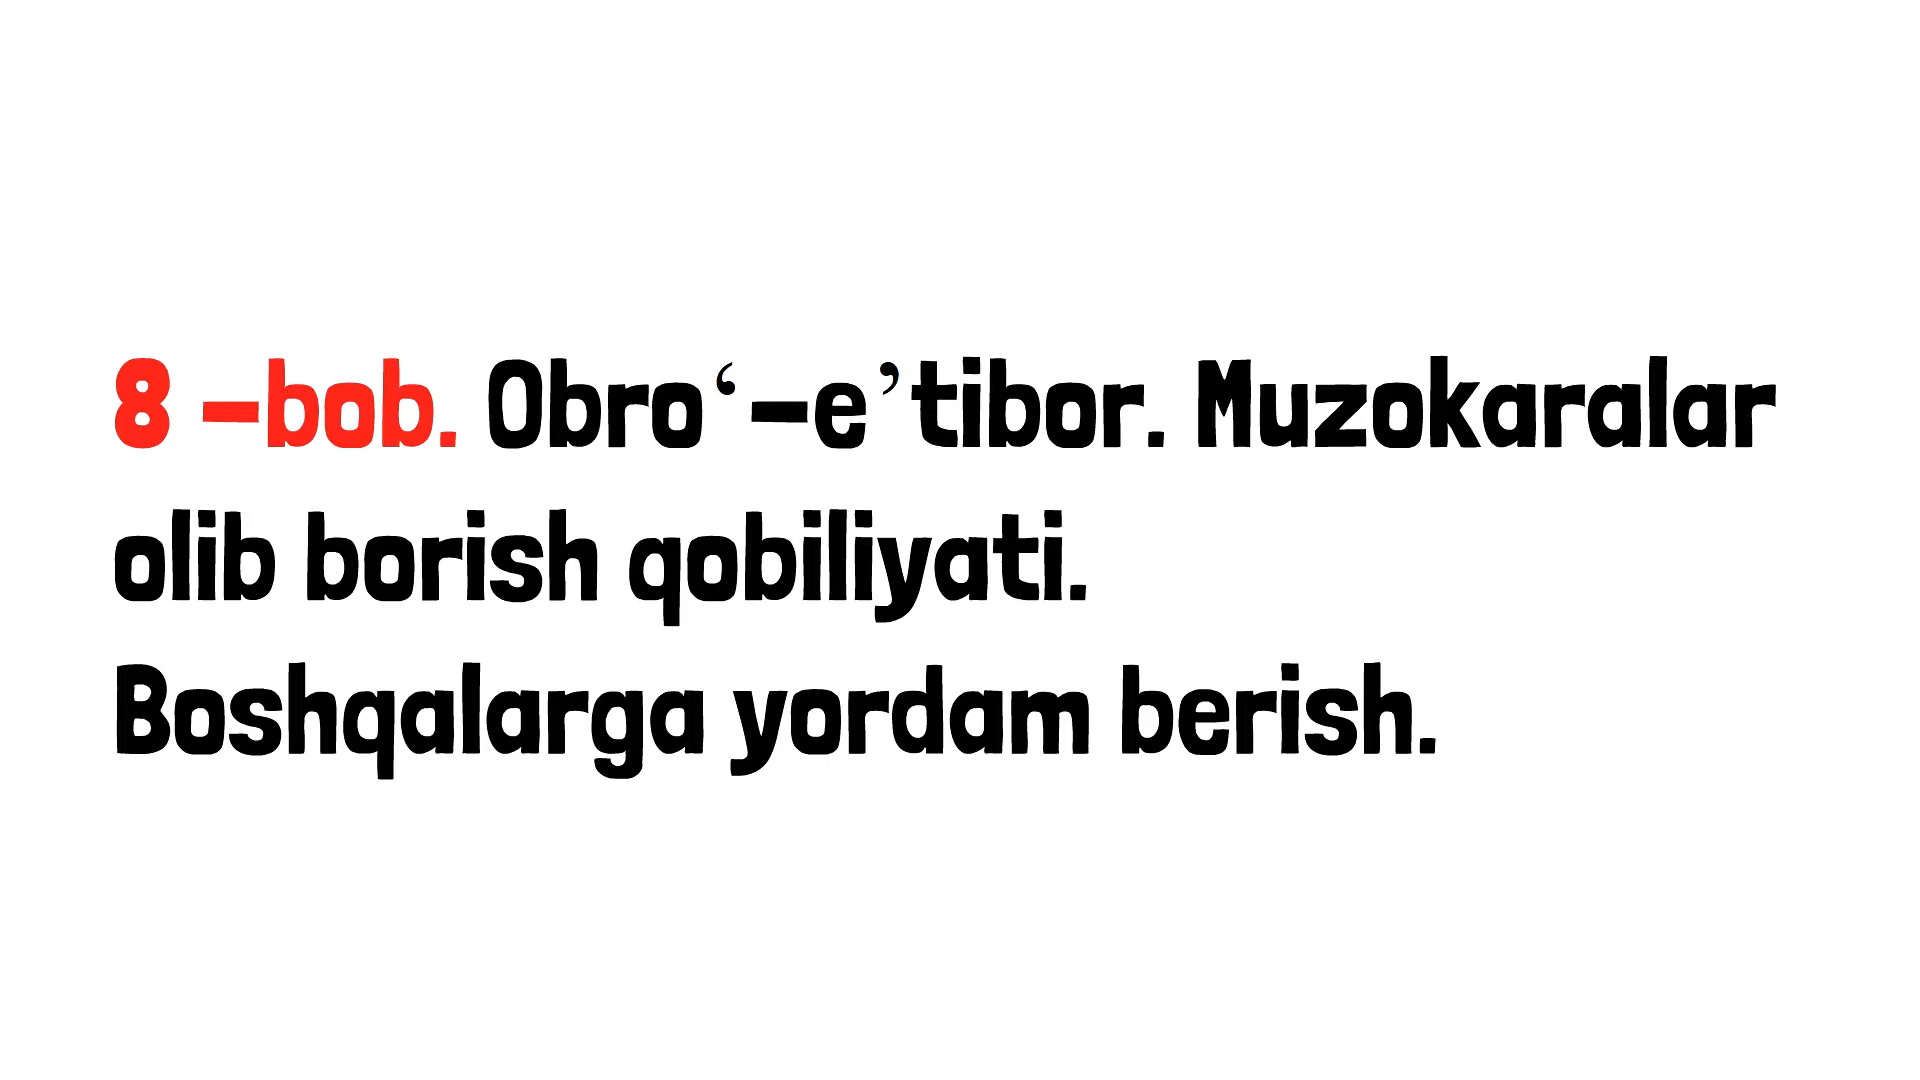 8 –bob. Obro‘–e’tibor. Muzokaralar
olib borish qobiliyati.
Boshqalarga yordam berish.